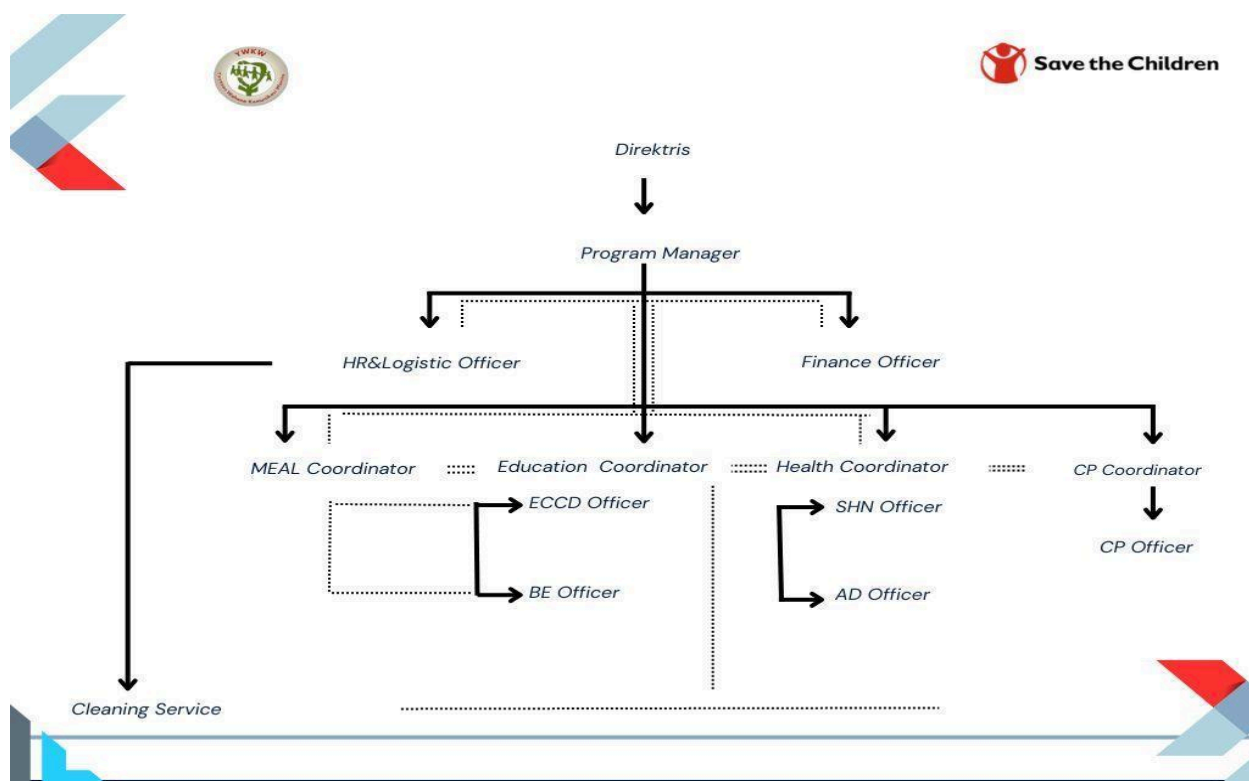 YWKW
Save the Children
Direktris
Program Manager
HR&Logistic Officer
Finance Officer
MEAL Coordinator
Education Coordinator
Health Coordinator
CP Coordinator
ECCD Officer
SHN Officer
CP Officer
BE Officer
AD Officer
Cleaning Service